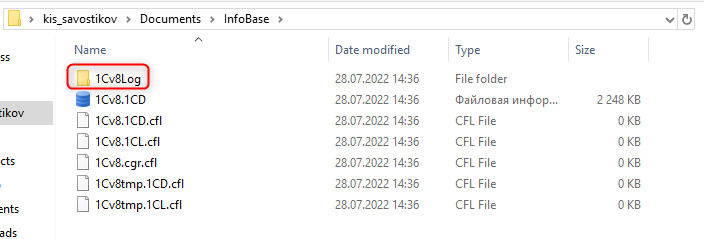 kis_savostikov > Documents > InfoBase >
Name Date modified Type Size
ss
1Cv8Log 28.07.2022 14:36 File folder
1Cv8.1CD 28.07.2022 14:36 Файловая инфор... 2 248 KB
tikov 1Cv8.1CD.cfl 28.07.2022 14:36 CFL File 0 KB
1Cv8.1CL.cfl 28.07.2022 14:36 CFL File 0 KB
cts 1Cv8.cgr.cfl 28.07.2022 14:36 CFL File 0 KB
1Cv8tmp.1CD.cfl 28.07.2022 14:36 CFL File 0 KB
ents 1Cv8tmp.1CL.cfl 28.07.2022 14:36 CFL File 0 KB
ads